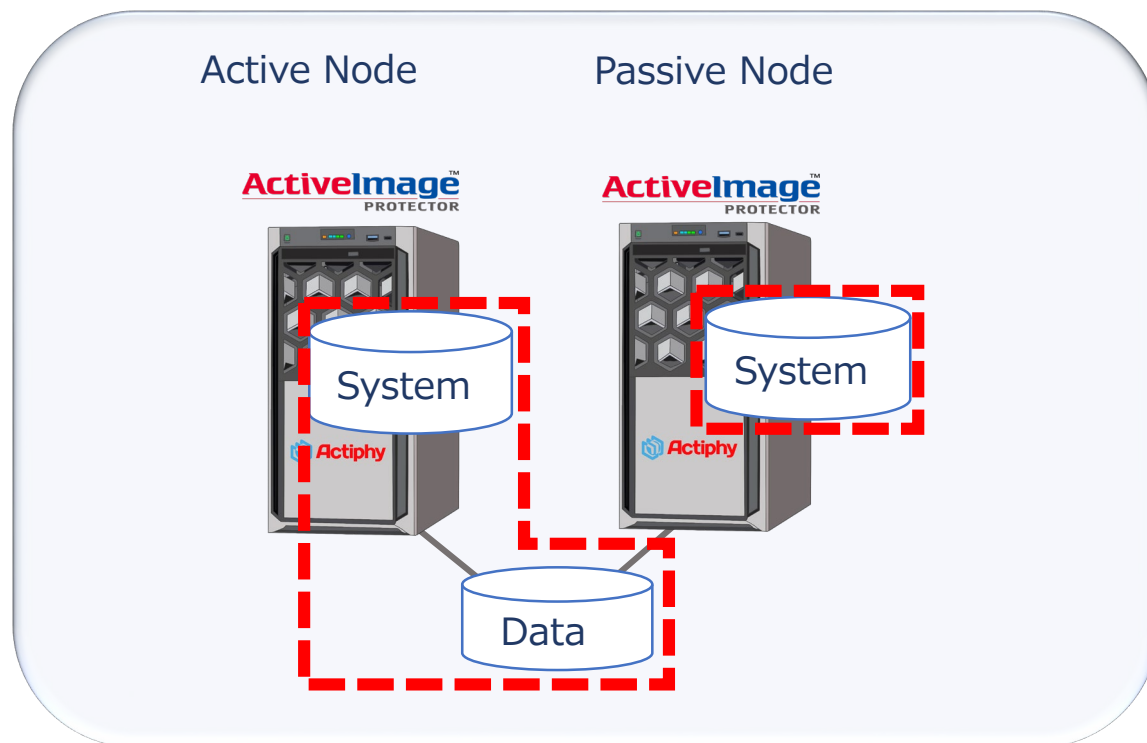 Active Node
Passive Node
ActiveImage™
PROTECTOR
ActiveImage™
PROTECTOR
System
System
Actiphy
Actiphy
Data